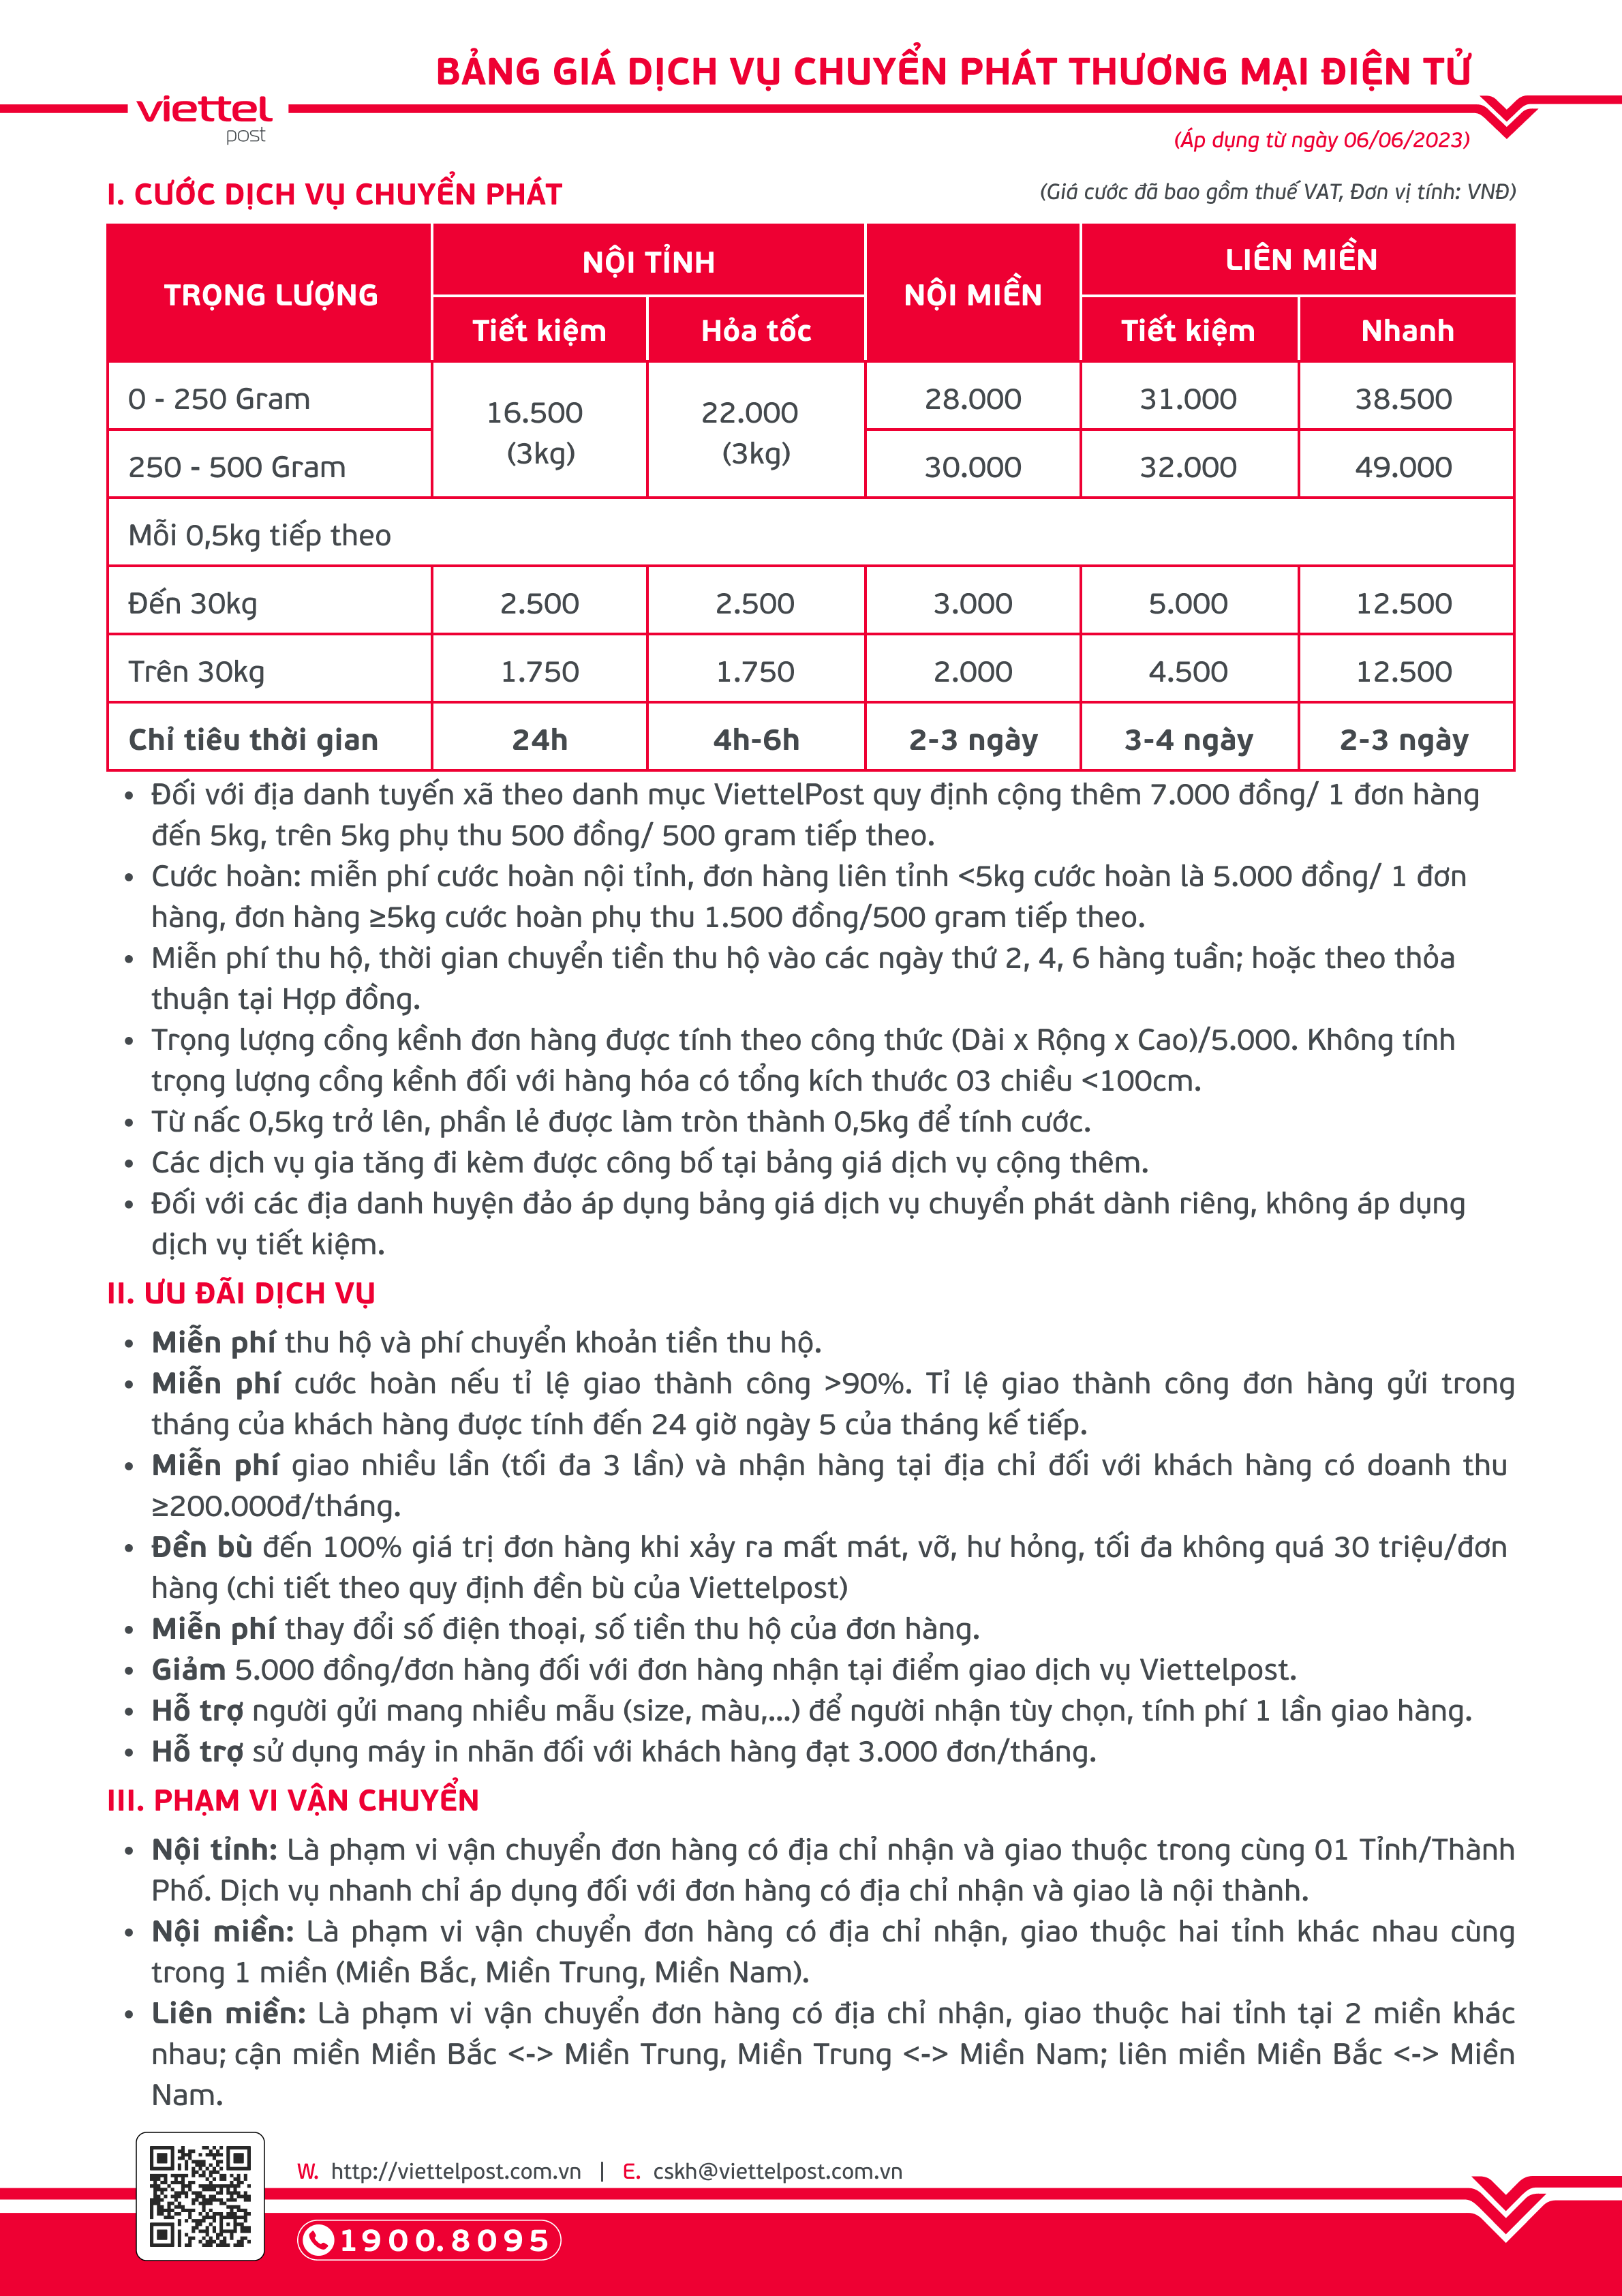 BẢNG GIÁ DỊCH VỤ CHUYỂN PHÁT THƯƠNG MẠI ĐIỆN TỬ
viettel
post
(Áp dụng từ ngày 06/06/2023)
I. CƯỚC DỊCH VỤ CHUYỂN PHÁT
(Giá cước đã bao gồm thuế VAT, Đơn vị tính: VNĐ)
TRỌNG LƯỢNG NỘI TỈNH NỘI MIỀN LIÊN MIỀN
Tiết kiệm Hỏa tốc Tiết kiệm Nhanh
0 - 250 Gram 16.500 (3kg) 22.000 (3kg) 28.000 31.000 38.500
250 - 500 Gram 30.000 32.000 49.000
Mỗi 0,5kg tiếp theo
Đến 30kg 2.500 2.500 3.000 5.000 12.500
Trên 30kg 1.750 1.750 2.000 4.500 12.500
Chỉ tiêu thời gian 24h 4h-6h 2-3 ngày 3-4 ngày 2-3 ngày
• Đối với địa danh tuyến xã theo danh mục ViettelPost quy định cộng thêm 7.000 đồng/ 1 đơn hàng
đến 5kg, trên 5kg phụ thu 500 đồng/ 500 gram tiếp theo.
• Cước hoàn: miễn phí cước hoàn nội tỉnh, đơn hàng liên tỉnh <5kg cước hoàn là 5.000 đồng/ 1 đơn
hàng, đơn hàng ≥5kg cước hoàn phụ thu 1.500 đồng/500 gram tiếp theo.
• Miễn phí thu hộ, thời gian chuyển tiền thu hộ vào các ngày thứ 2, 4, 6 hàng tuần; hoặc theo thỏa
thuận tại Hợp đồng.
• Trọng lượng cồng kềnh đơn hàng được tính theo công thức (Dài x Rộng x Cao)/5.000. Không tính
trọng lượng cồng kềnh đối với hàng hóa có tổng kích thước 03 chiều <100cm.
• Từ nấc 0,5kg trở lên, phần lẻ được làm tròn thành 0,5kg để tính cước.
• Các dịch vụ gia tăng đi kèm được công bố tại bảng giá dịch vụ cộng thêm.
• Đối với các địa danh huyện đảo áp dụng bảng giá dịch vụ chuyển phát dành riêng, không áp dụng
dịch vụ tiết kiệm.
II. ƯU ĐÃI DỊCH VỤ
• Miễn phí thu hộ và phí chuyển khoản tiền thu hộ.
• Miễn phí cước hoàn nếu tỉ lệ giao thành công >90%. Tỉ lệ giao thành công đơn hàng gửi trong
tháng của khách hàng được tính đến 24 giờ ngày 5 của tháng kế tiếp.
• Miễn phí giao nhiều lần (tối đa 3 lần) và nhận hàng tại địa chỉ đối với khách hàng có doanh thu
≥200.000đ/tháng.
• Đền bù đến 100% giá trị đơn hàng khi xảy ra mất mát, vỡ, hư hỏng, tối đa không quá 30 triệu/đơn
hàng (chi tiết theo quy định đền bù của Viettelpost)
• Miễn phí thay đổi số điện thoại, số tiền thu hộ của đơn hàng.
• Giảm 5.000 đồng/đơn hàng đối với đơn hàng nhận tại điểm giao dịch vụ Viettelpost.
• Hỗ trợ người gửi mang nhiều mẫu (size, màu,...) để người nhận tùy chọn, tính phí 1 lần giao hàng.
• Hỗ trợ sử dụng máy in nhãn đối với khách hàng đạt 3.000 đơn/tháng.
III. PHẠM VI VẬN CHUYỂN
• Nội tỉnh: Là phạm vi vận chuyển đơn hàng có địa chỉ nhận và giao thuộc trong cùng 01 Tỉnh/Thành
Phố. Dịch vụ nhanh chỉ áp dụng đối với đơn hàng có địa chỉ nhận và giao là nội thành.
• Nội miền: Là phạm vi vận chuyển đơn hàng có địa chỉ nhận, giao thuộc hai tỉnh khác nhau cùng
trong 1 miền (Miền Bắc, Miền Trung, Miền Nam).
• Liên miền: Là phạm vi vận chuyển đơn hàng có địa chỉ nhận, giao thuộc hai tỉnh tại 2 miền khác
nhau; cận miền Miền Bắc <-> Miền Trung, Miền Trung <-> Miền Nam; liên miền Miền Bắc <-> Miền
Nam.
W. http://viettelpost.com.vn | E. cskh@viettelpost.com.vn
1900.8095